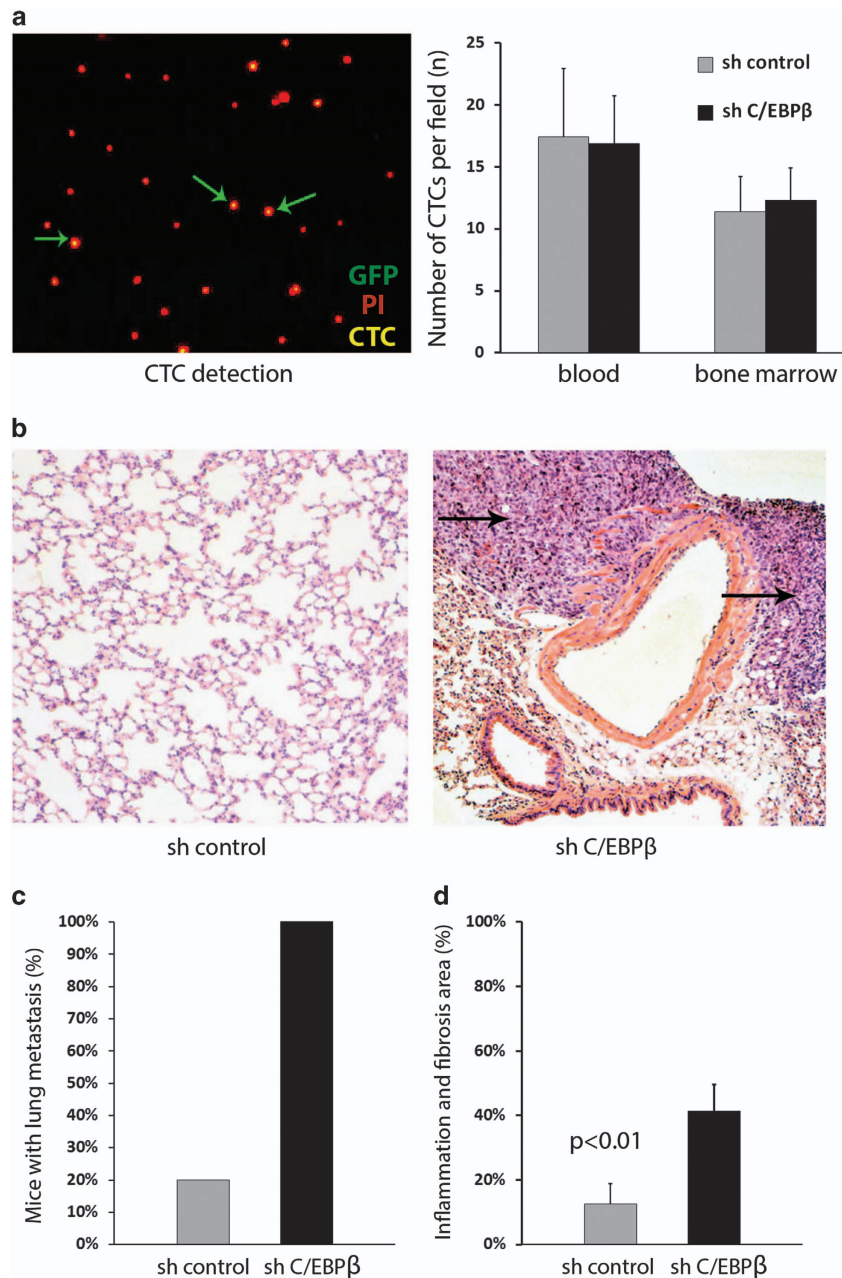 a
GFP
PI
CTC
CTC detection
Number of CTCs per field (n)
25
20
15
10
5
0
sh control
sh C/EBPβ
blood
bone marrow
b
sh control
sh C/EBPβ
c
Mice with lung metastasis (%)
100%
90%
80%
70%
60%
50%
40%
30%
20%
10%
0%
sh control
sh C/EBPβ
d
Inflammation and fibrosis area (%)
100%
80%
60%
40%
20%
0%
p<0.01
sh control
sh C/EBPβ